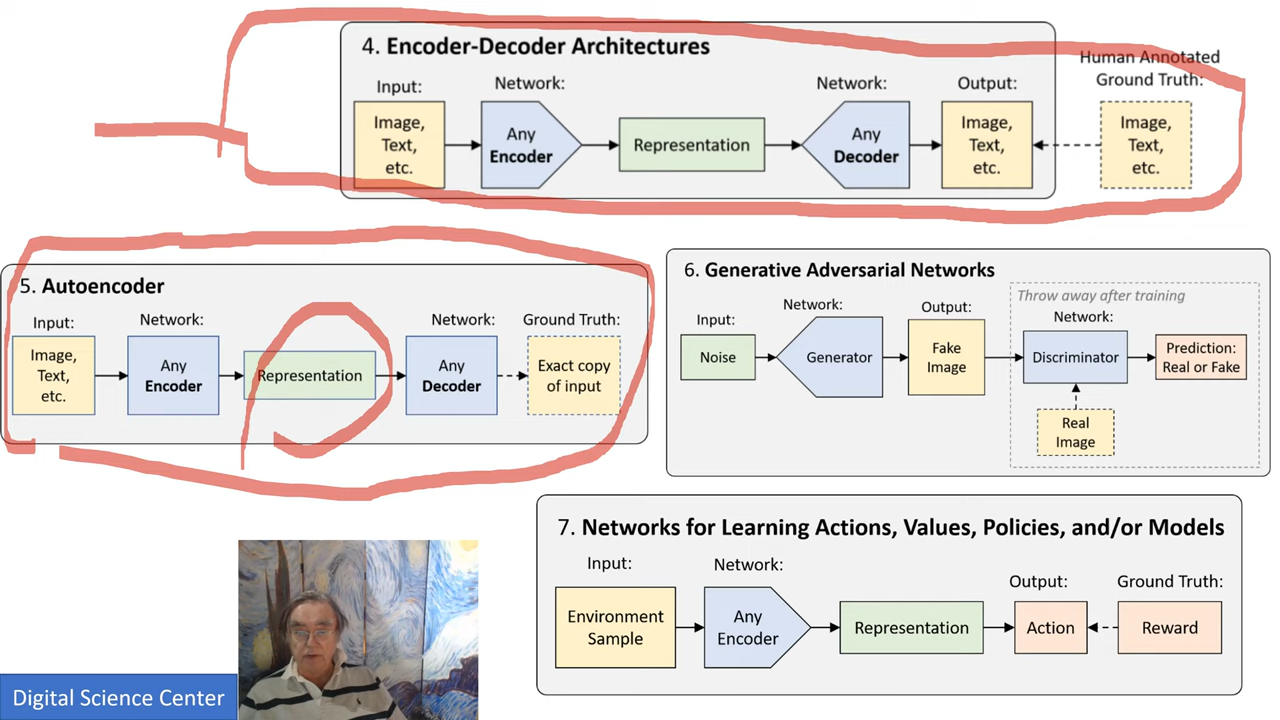 4. Encoder-Decoder Architectures
Input:
Network:
Network:
Output:
Human Annotated
Ground Truth:
Image,
Text,
etc.
Any
Encoder
Representation
Any
Decoder
Image,
Text,
etc.
Image,
Text,
etc.
5. Autoencoder
Input:
Network:
Network:
Ground Truth:
Image,
Text,
etc.
Any
Encoder
Representation
Any
Decoder
Exact copy
of input
6. Generative Adversarial Networks
Throw away after training
Input:
Network:
Output:
Network:
Noise
Generator
Fake
Image
Discriminator
Prediction:
Real or Fake
Real
Image
7. Networks for Learning Actions, Values, Policies, and/or Models
Input:
Network:
Output:
Ground Truth:
Environment
Sample
Any
Encoder
Representation
Action
Reward
Digital Science Center